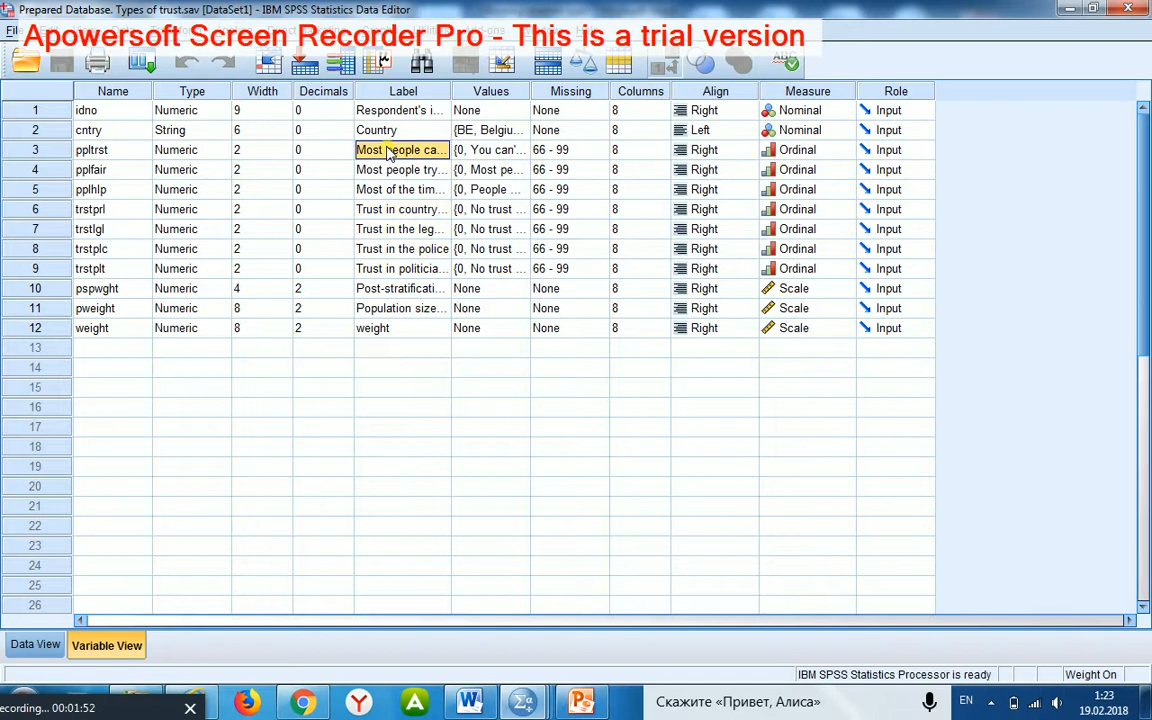 Prepared Database. Types of trust.sav [DataSet1] - IBM SPSS Statistics Data Editor
Apowersoft Screen Recorder Pro - This is a trial version
Name Type Width Decimals Label Values Missing Columns Align Measure Role
1 idno Numeric 9 0 Respondent's i... None None 8 Right Nominal Input
2 cntry String 6 0 Country {BE, Belgiu... None 8 Left Nominal Input
3 ppltrst Numeric 2 0 Most people ca... {0, You can'... 66 - 99 8 Right Ordinal Input
4 pplfair Numeric 2 0 Most people try... {0, Most pe... 66 - 99 8 Right Ordinal Input
5 pplhlp Numeric 2 0 Most of the tim... {0, People ... 66 - 99 8 Right Ordinal Input
6 trstprl Numeric 2 0 Trust in country... {0, No trust ... 66 - 99 8 Right Ordinal Input
7 trstlgl Numeric 2 0 Trust in the leg... {0, No trust ... 66 - 99 8 Right Ordinal Input
8 trstplc Numeric 2 0 Trust in the police {0, No trust ... 66 - 99 8 Right Ordinal Input
9 trstplt Numeric 2 0 Trust in politicia... {0, No trust ... 66 - 99 8 Right Ordinal Input
10 pspwght Numeric 4 2 Post-stratificati... None None 8 Right Scale Input
11 pweight Numeric 8 2 Population size... None None 8 Right Scale Input
12 weight Numeric 8 2 weight None None 8 Right Scale Input
13
14
15
16
17
18
19
20
21
22
23
24
25
26
Data View Variable View
IBM SPSS Statistics Processor is ready Weight On
ecording... 00:01:52
Скажите «Привет, Алиса»
EN
1:23
19.02.2018